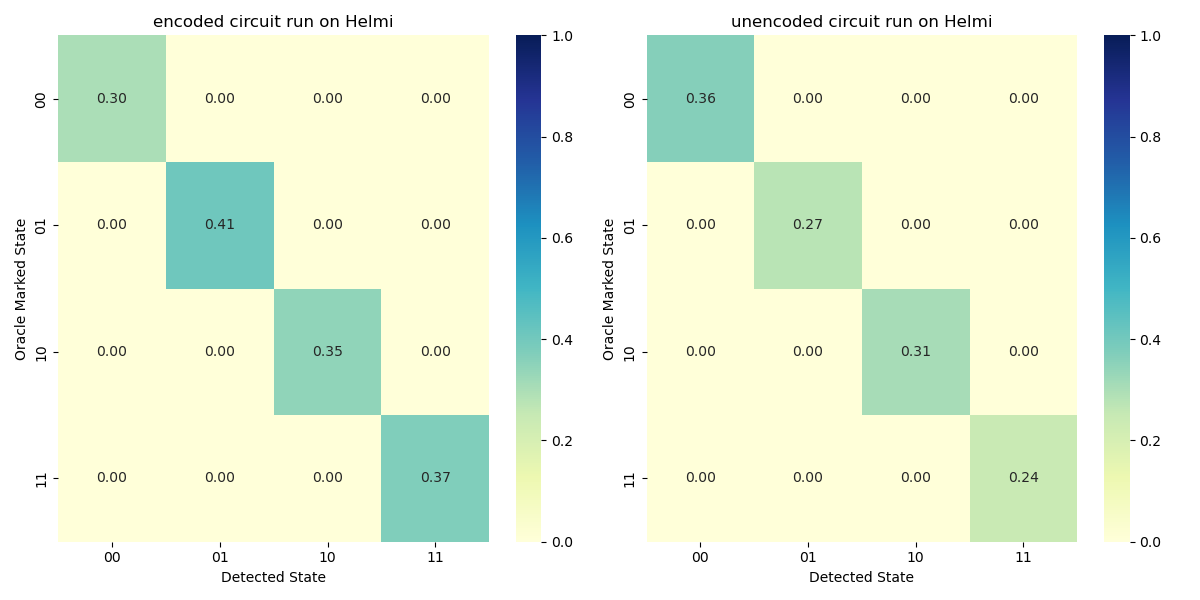 encoded circuit run on Helmi
00 0.30 0.00 0.00 0.00
01 0.00 0.41 0.00 0.00
10 0.00 0.00 0.35 0.00
11 0.00 0.00 0.00 0.37
00 01 10 11
Detected State
Oracle Marked State
1.0
0.8
0.6
0.4
0.2
0.0
unencoded circuit run on Helmi
00 0.36 0.00 0.00 0.00
01 0.00 0.27 0.00 0.00
10 0.00 0.00 0.31 0.00
11 0.00 0.00 0.00 0.24
00 01 10 11
Detected State
Oracle Marked State
1.0
0.8
0.6
0.4
0.2
0.0